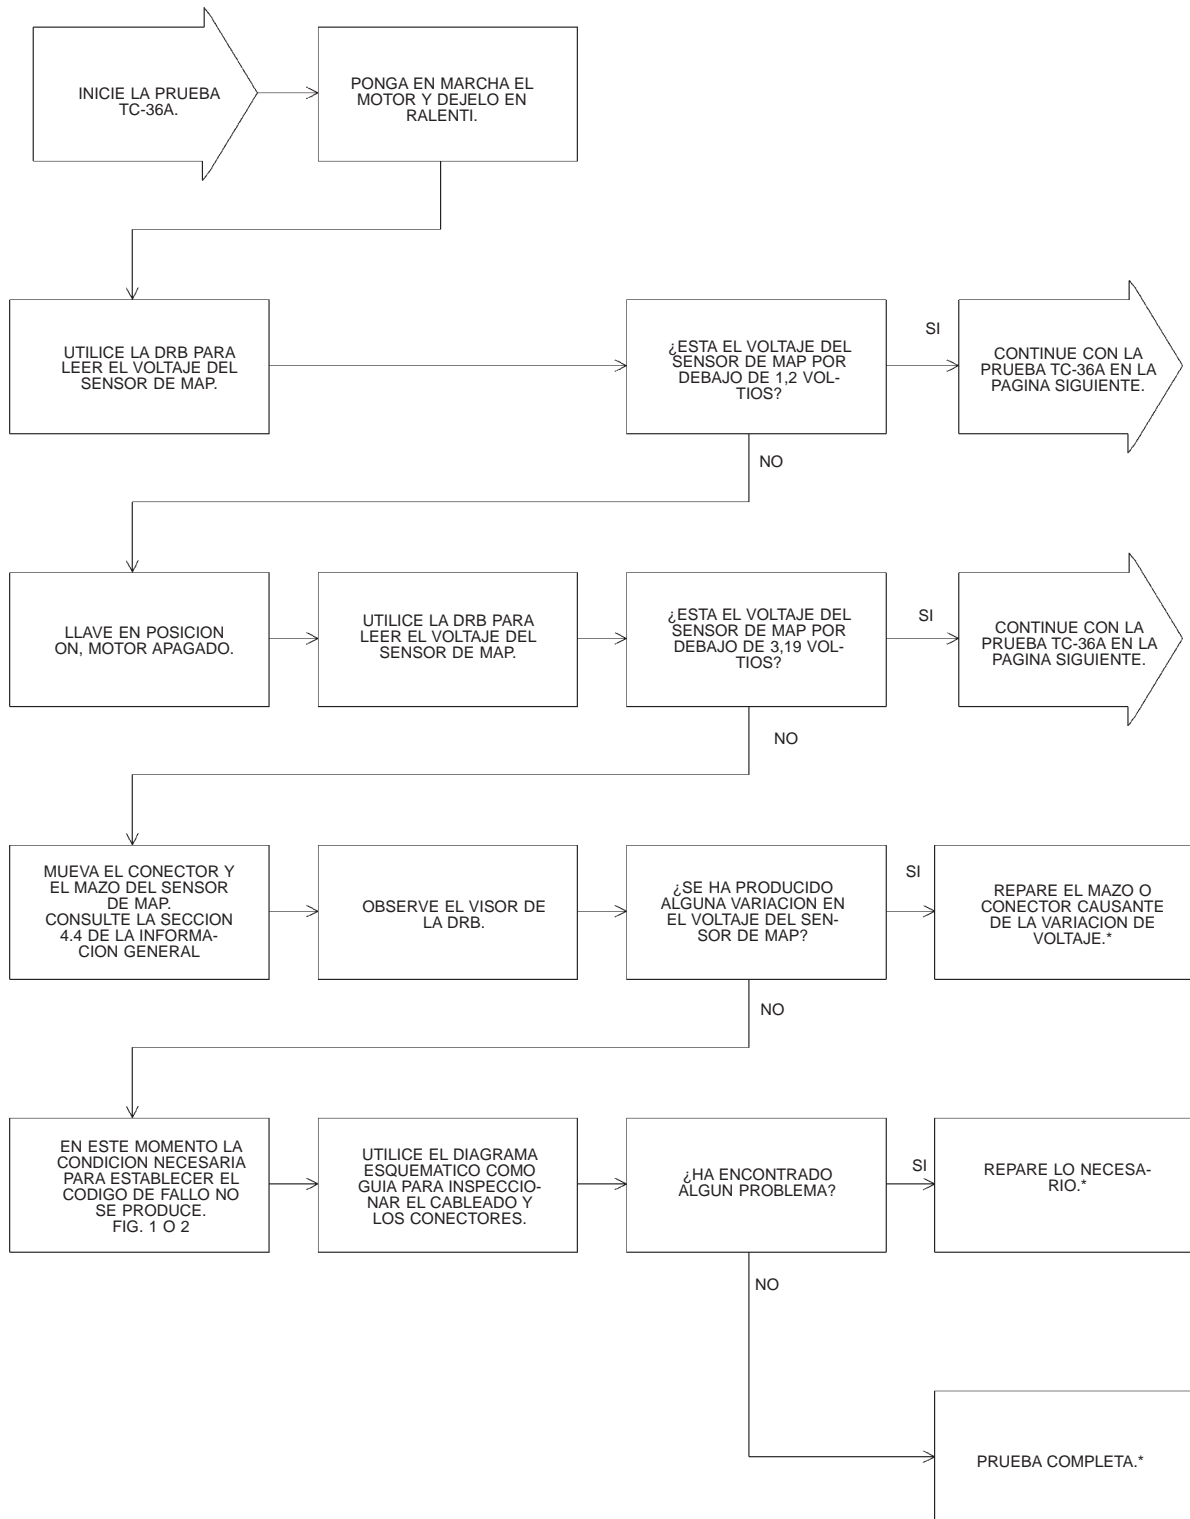 INICIE LA PRUEBA
TC-36A.
PONGA EN MARCHA EL
MOTOR Y DEJELO EN
RALENTI.
UTILICE LA DRB PARA
LEER EL VOLTAJE DEL
SENSOR DE MAP.
¿ESTA EL VOLTAJE DEL
SENSOR DE MAP POR
DEBAJO DE 1,2 VOL-
TIOS?
SI
CONTINUE CON LA
PRUEBA TC-36A EN LA
PAGINA SIGUIENTE.
NO
LLAVE EN POSICION
ON, MOTOR APAGADO.
UTILICE LA DRB PARA
LEER EL VOLTAJE DEL
SENSOR DE MAP.
¿ESTA EL VOLTAJE DEL
SENSOR DE MAP POR
DEBAJO DE 3,19 VOL-
TIOS?
SI
CONTINUE CON LA
PRUEBA TC-36A EN LA
PAGINA SIGUIENTE.
NO
MUEVA EL CONECTOR Y
EL MAZO DEL SENSOR
DE MAP.
CONSULTE LA SECCION
4.4 DE LA INFORMA-
CION GENERAL
OBSERVE EL VISOR DE
LA DRB.
¿SE HA PRODUCIDO
ALGUNA VARIACION EN
EL VOLTAJE DEL SEN-
SOR DE MAP?
SI
REPARE EL MAZO O
CONECTOR CAUSANTE
DE LA VARIACION DE
VOLTAJE.*
NO
EN ESTE MOMENTO LA
CONDICION NECESARIA
PARA ESTABLECER EL
CODIGO DE FALLO NO
SE PRODUCE.
FIG. 1 O 2
UTILICE EL DIAGRAMA
ESQUEMATICO COMO
GUIA PARA INSPECCIO-
NAR EL CABLEADO Y
LOS CONECTORES.
¿HA ENCONTRADO
ALGUN PROBLEMA?
SI
REPARE LO NECESA-
RIO.*
NO
PRUEBA COMPLETA.*